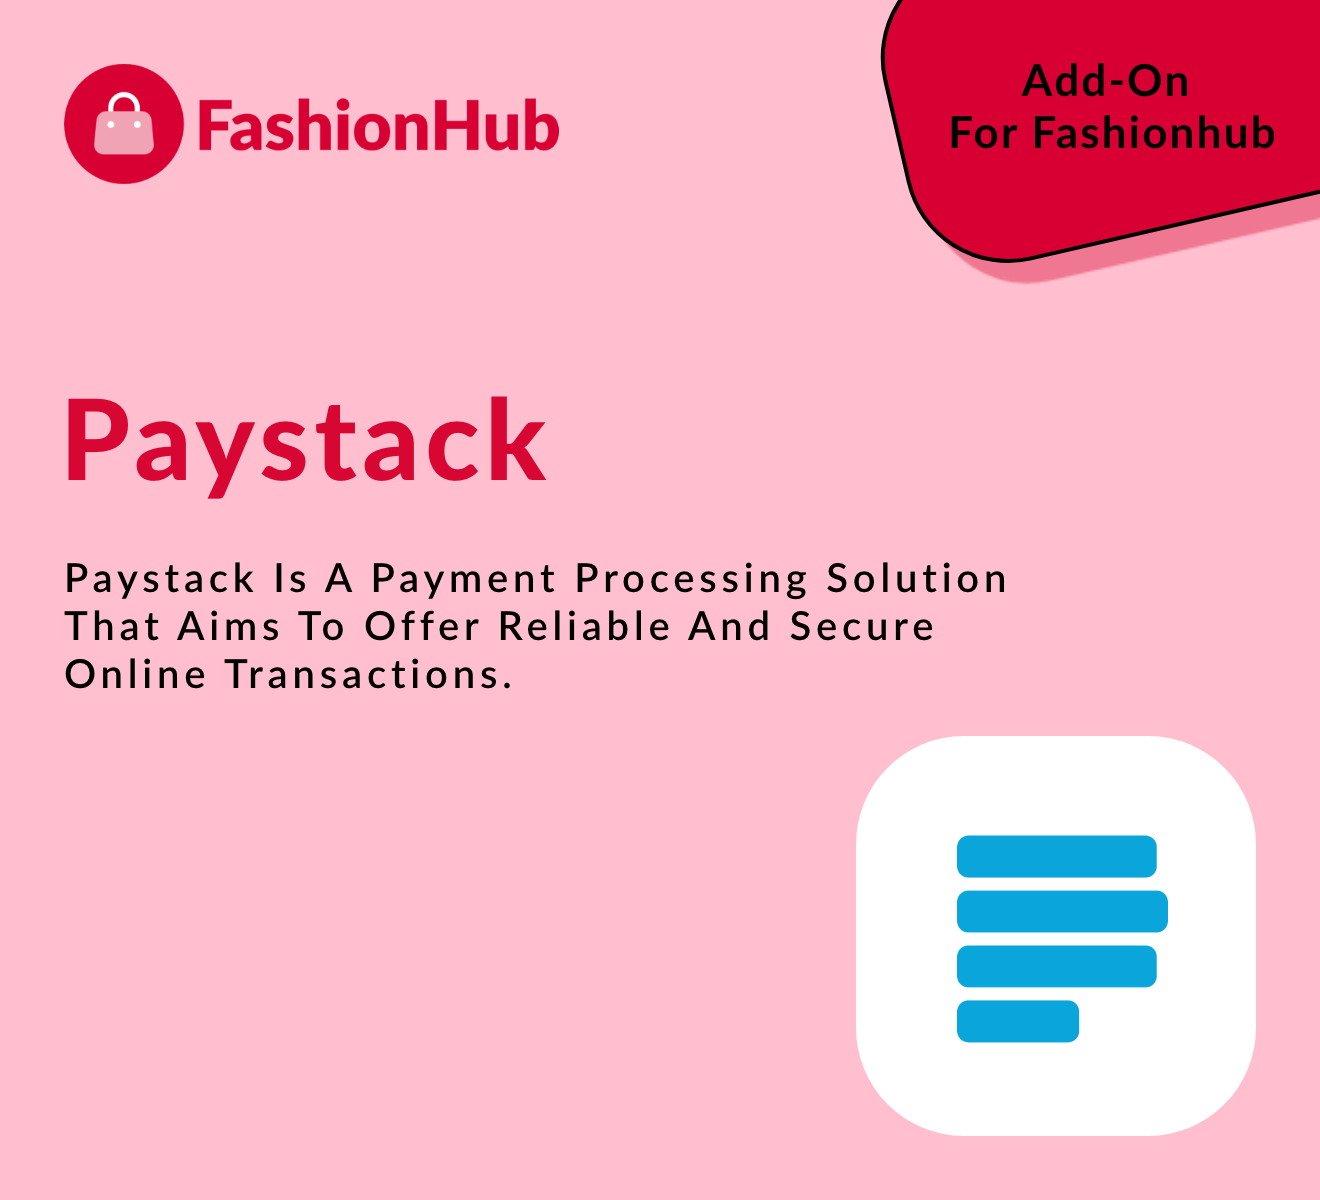 FashionHub
Add-On
For Fashionhub
Paystack
Paystack Is A Payment Processing Solution
That Aims To Offer Reliable And Secure
Online Transactions.